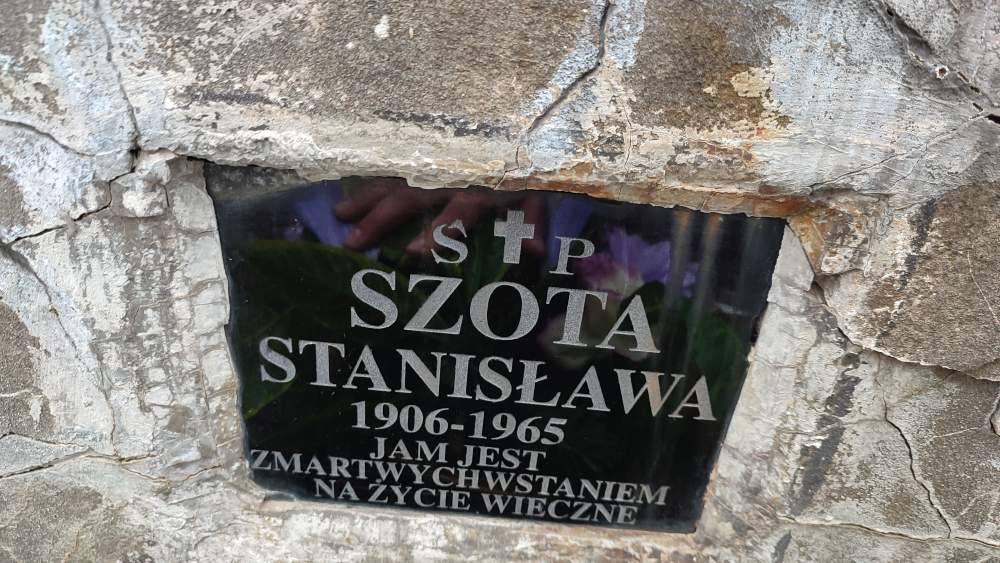 Ś ✝ P
SZOTA
STANISŁAWA
1906-1965
JAM JEST
ZMARTWYCHWSTANIEM
NA ŻYCIE WIECZNE